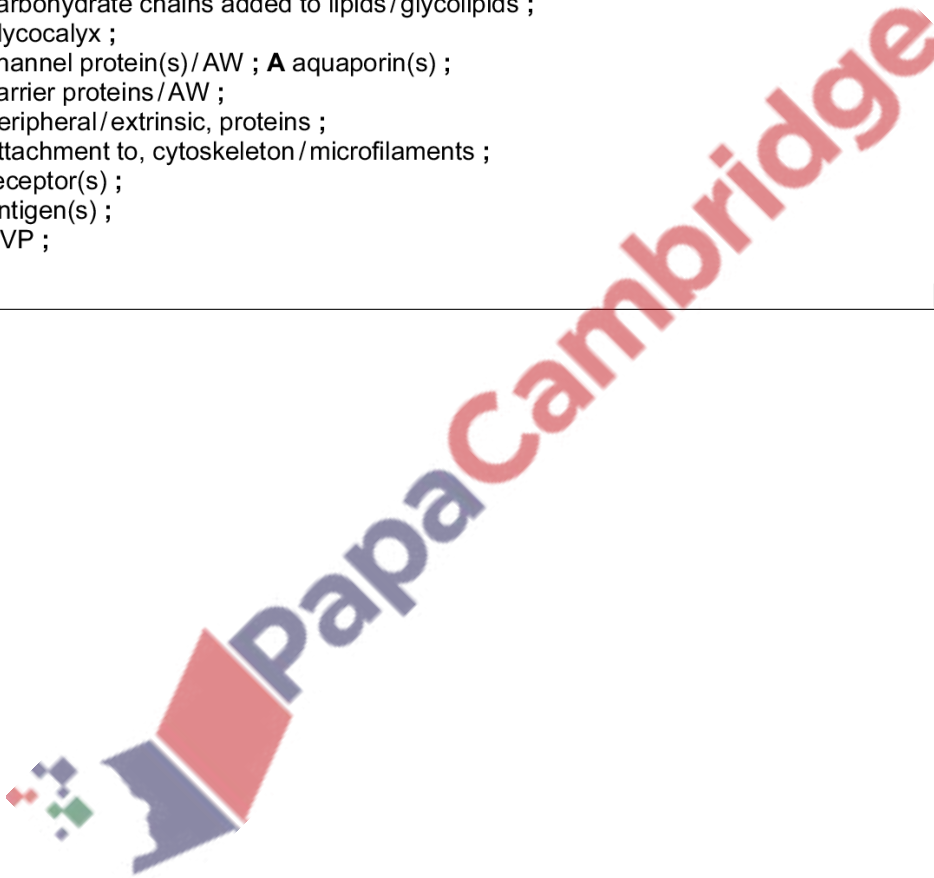 arbohydrate chains added to lipids / glycolipids ;
lycocalyx ;
hannel protein(s) / AW ; A aquaporin(s) ;
arrier proteins / AW ;
eripheral / extrinsic, proteins ;
ttachment to, cytoskeleton / microfilaments ;
eceptor(s) ;
ntigen(s) ;
VP ;
PapaCambridge